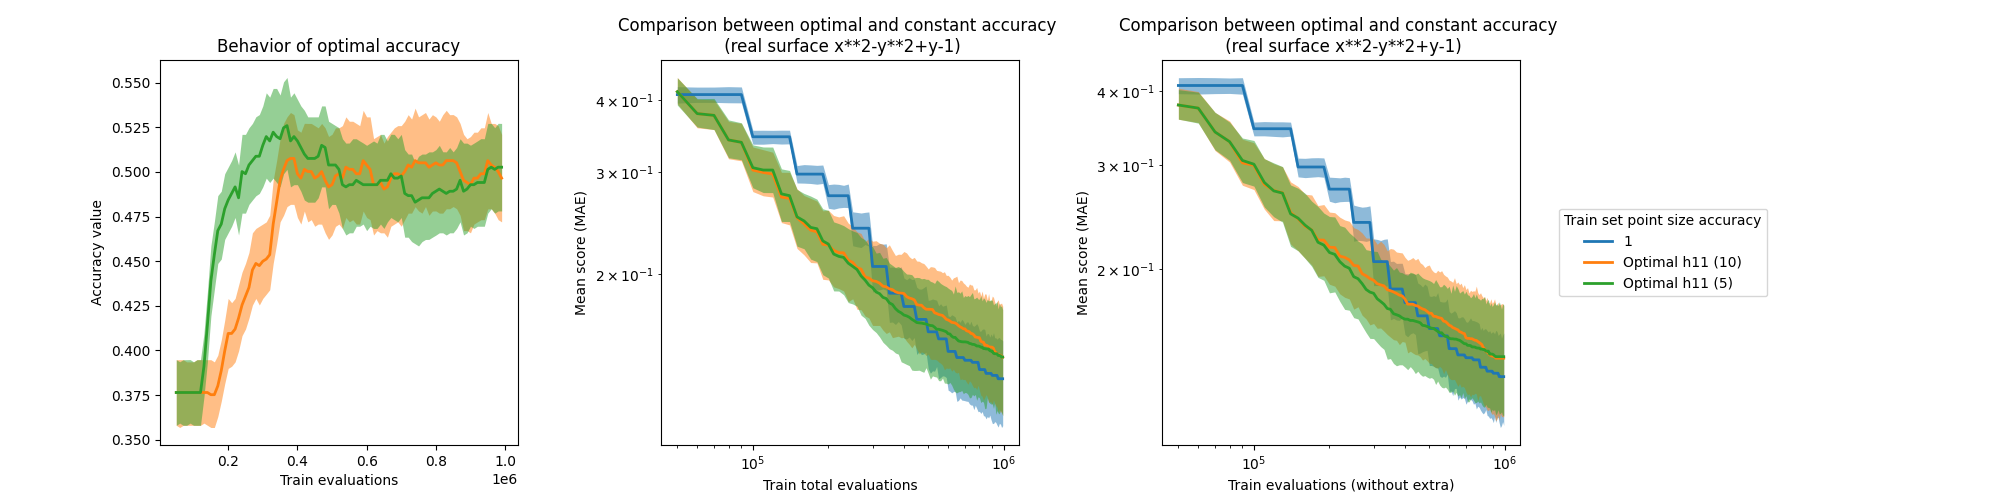 Behavior of optimal accuracy
Accuracy value
0.550
0.525
0.500
0.475
0.450
0.425
0.400
0.375
0.350
0.2 0.4 0.6 0.8 1.0
1e6
Train evaluations
Comparison between optimal and constant accuracy
(real surface x**2-y**2+y-1)
Mean score (MAE)
4 × 10⁻¹
3 × 10⁻¹
2 × 10⁻¹
10⁵ 10⁶
Train total evaluations
Comparison between optimal and constant accuracy
(real surface x**2-y**2+y-1)
Mean score (MAE)
4 × 10⁻¹
3 × 10⁻¹
2 × 10⁻¹
10⁵ 10⁶
Train evaluations (without extra)
Train set point size accuracy
1
Optimal h11 (10)
Optimal h11 (5)